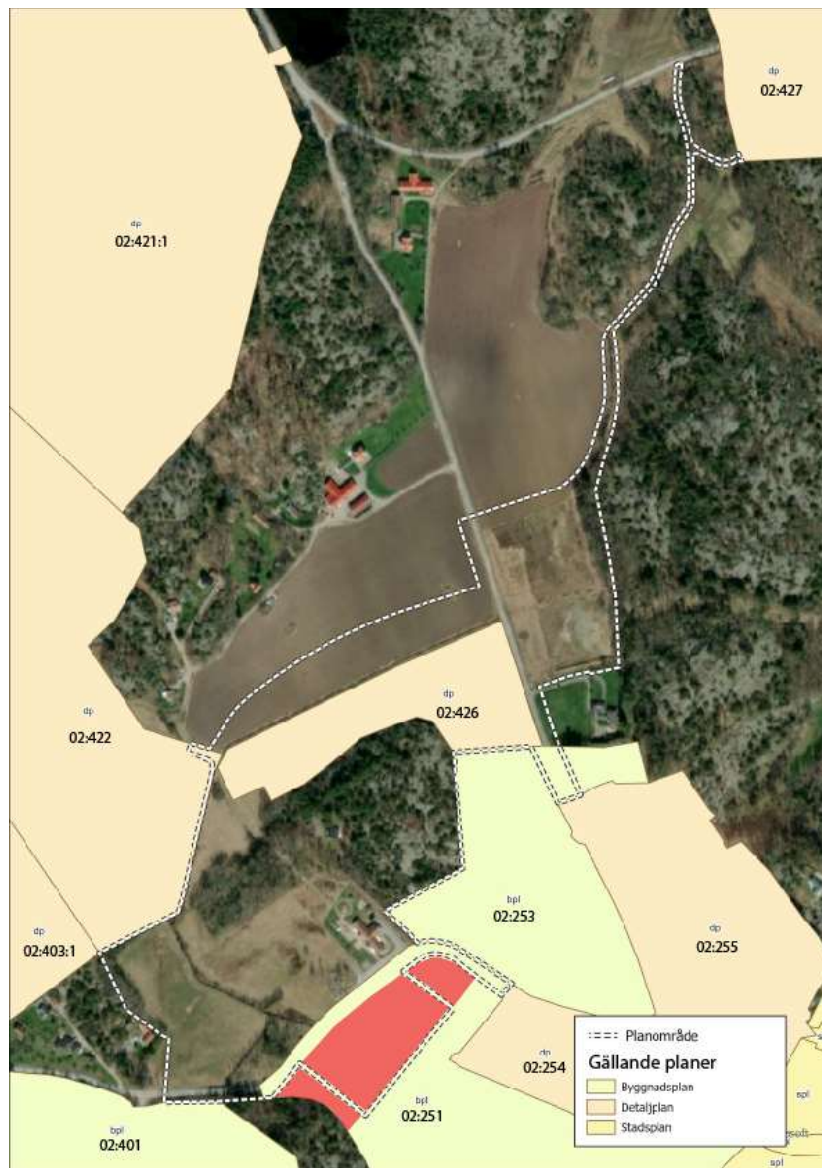 dp
02:427
dp
02:421:1
dp
02:426
dp
02:422
bpl
02:253
dp
02:255
dp
02:403:1
dp
02:254
bpl
02:251
bpl
02:401
Planområde
Gällande planer
Byggnadsplan
Detaljplan
Stadsplan
spl
spl